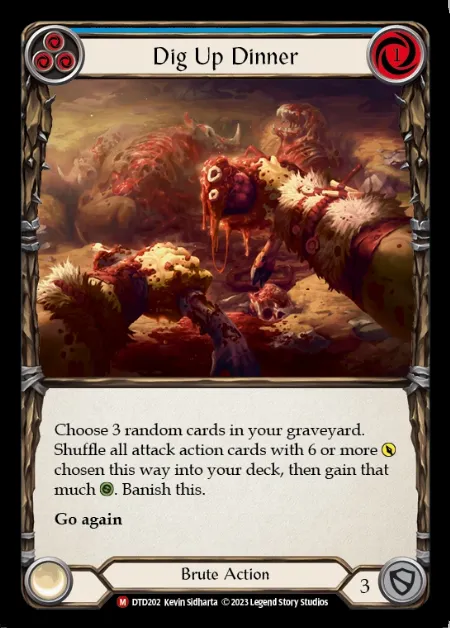 1
Dig Up Dinner
Choose 3 random cards in your graveyard.
Shuffle all attack action cards with 6 or more
chosen this way into your deck, then gain that
much . Banish this.
Go again
Brute Action
3
M DTD202 Kevin Sidharta ©2023 Legend Story Studios